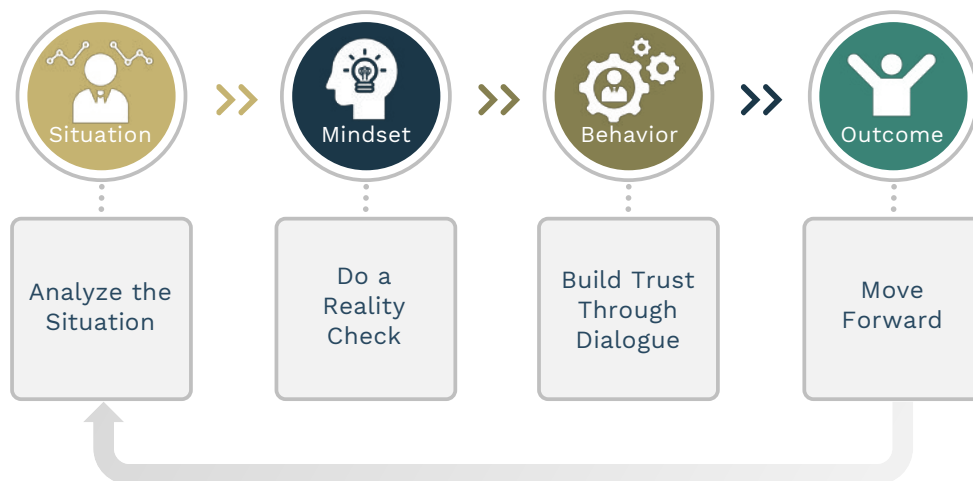 Situation
Mindset
Behavior
Outcome
Analyze the
Situation
Do a
Reality
Check
Build Trust
Through
Dialogue
Move
Forward